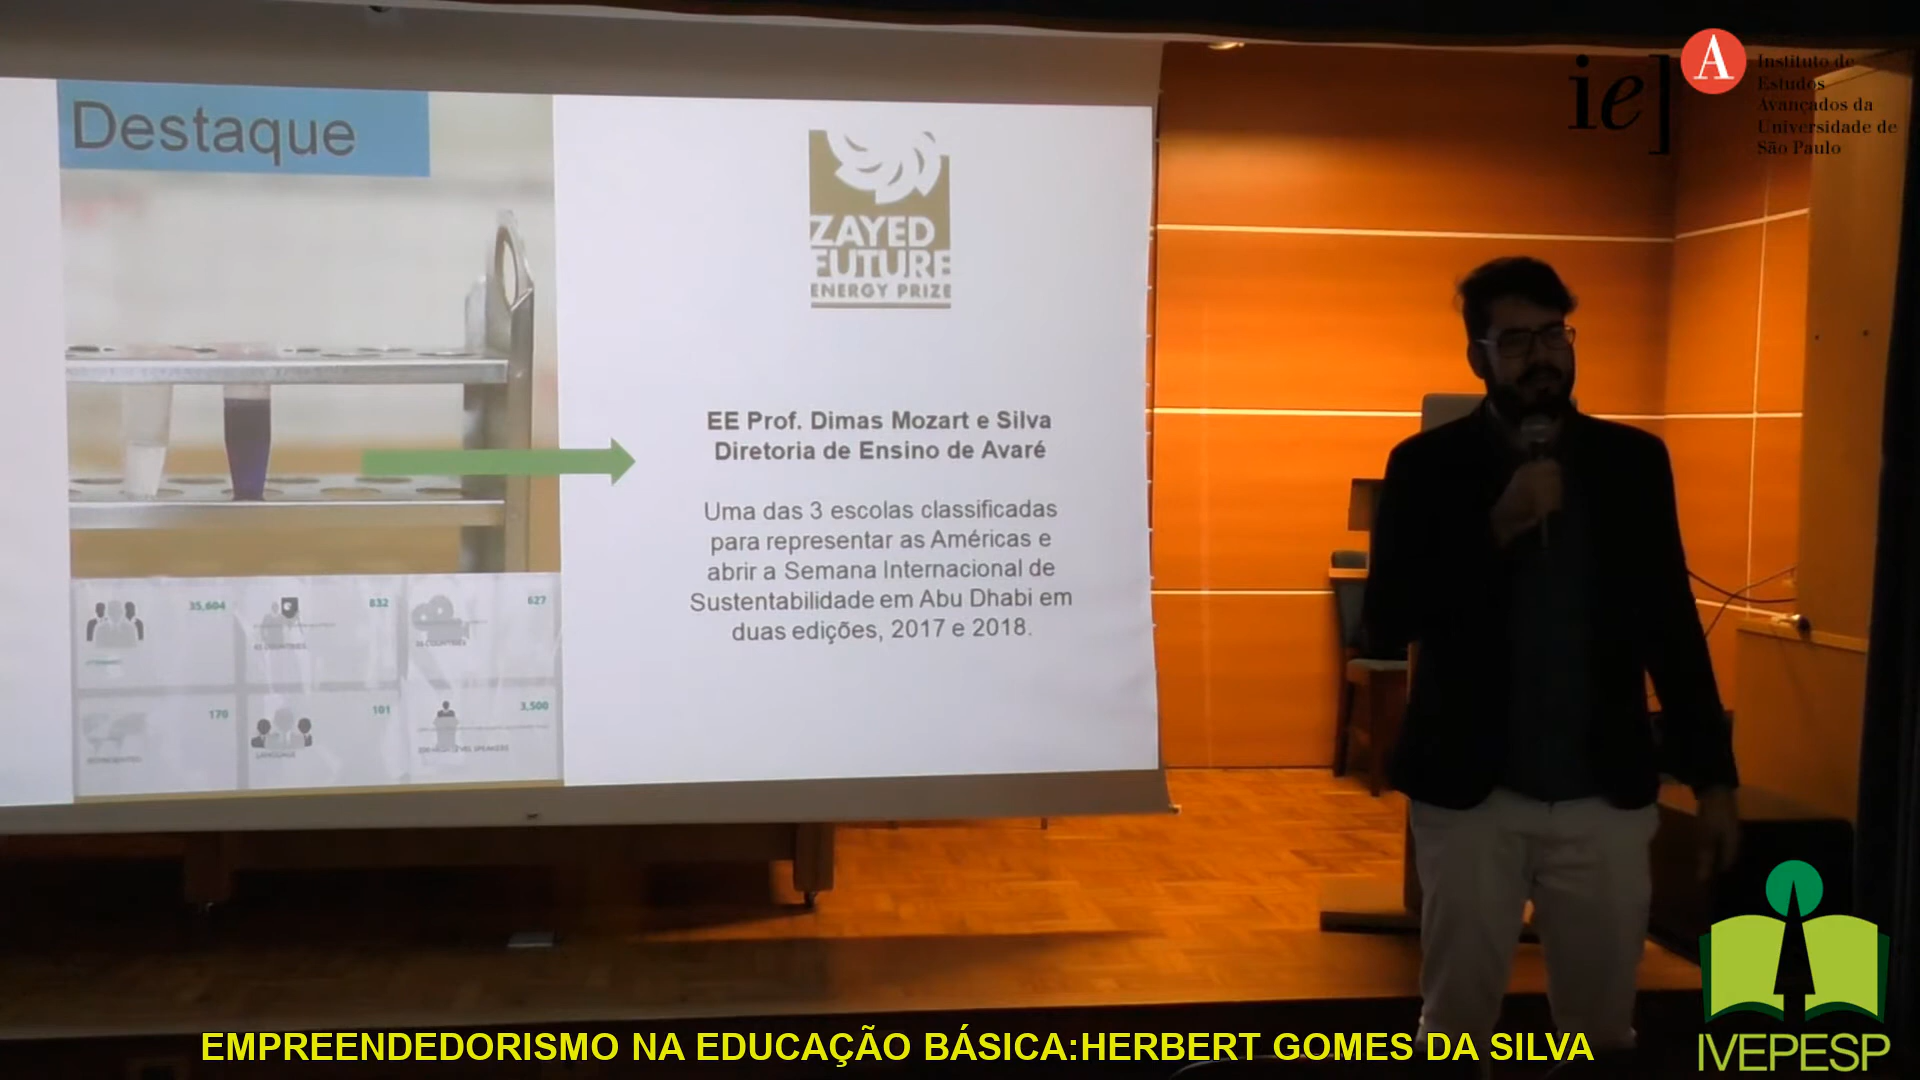 Destaque
ZAYED
FUTURE
ENERGY PRIZE
EE Prof. Dimas Mozart e Silva
Diretoria de Ensino de Avaré
Uma das 3 escolas classificadas
para representar as Américas e
abrir a Semana Internacional de
Sustentabilidade em Abu Dhabi em
duas edições, 2017 e 2018.
35,604
832
627
170
101
3,500
LANGUAGE
ie]
A
Instituto de
Estudos
Avançados da
Universidade de
São Paulo
EMPREENDEDORISMO NA EDUCAÇÃO BÁSICA:HERBERT GOMES DA SILVA
IVEPESP